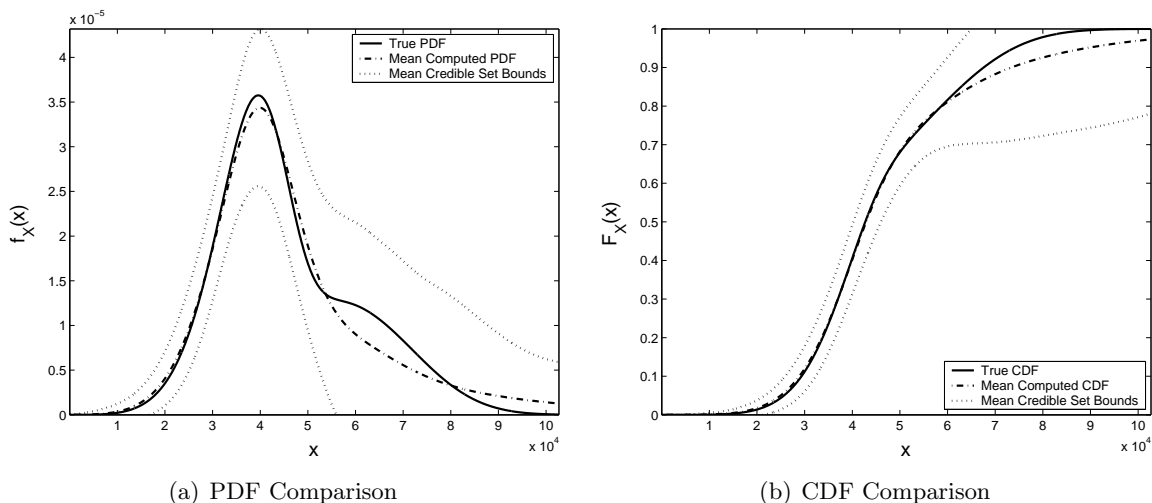 x 10⁻⁵
4
3.5
3
2.5
2
1.5
1
0.5
0
f_X(x)
True PDF
Mean Computed PDF
Mean Credible Set Bounds
1 2 3 4 5 6 7 8 9 10
x
x 10⁴
(a) PDF Comparison
1
0.9
0.8
0.7
0.6
0.5
0.4
0.3
0.2
0.1
0
F_X(x)
True CDF
Mean Computed CDF
Mean Credible Set Bounds
1 2 3 4 5 6 7 8 9 10
x
x 10⁴
(b) CDF Comparison